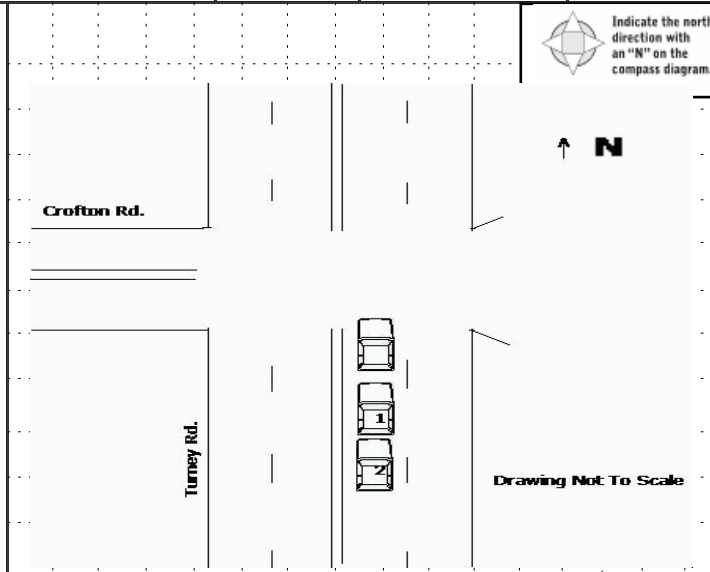 Indicate the north
direction with
an “N” on the
compass diagram.
N
Crofton Rd.
1
2
Turney Rd.
Drawing Not To Scale